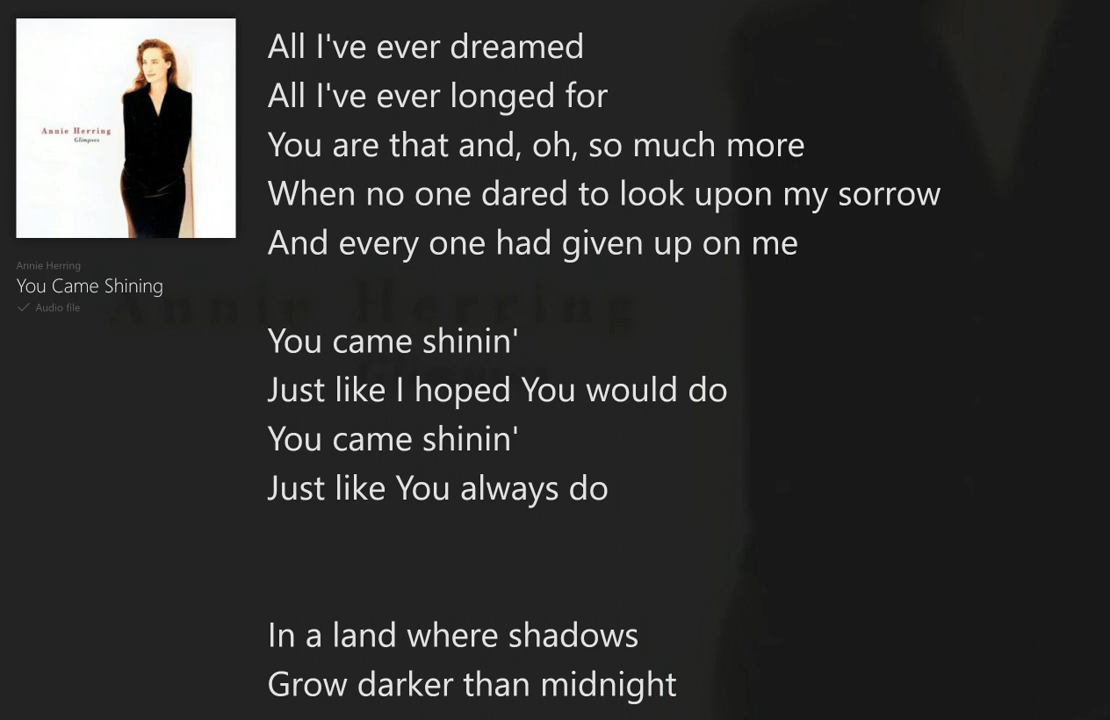 Annie Herring
Glimpses
Annie Herring
You Came Shining
Audio file
All I've ever dreamed
All I've ever longed for
You are that and, oh, so much more
When no one dared to look upon my sorrow
And every one had given up on me
You came shinin'
Just like I hoped You would do
You came shinin'
Just like You always do
In a land where shadows
Grow darker than midnight
Annie Herring
Glimpses